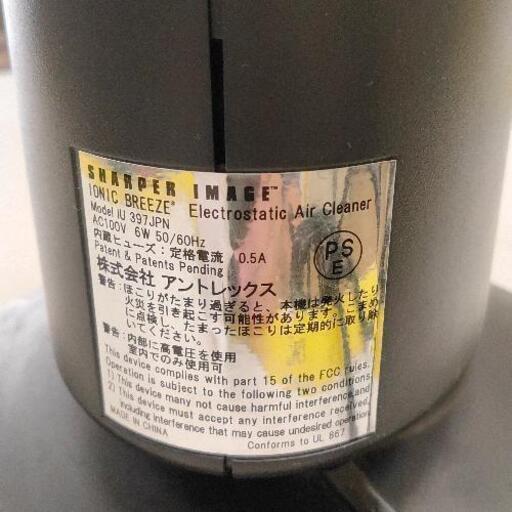 SHARPER IMAGE™
IONIC BREEZE® Electrostatic Air Cleaner
Model IU 397JPN
AC100V 6W 50/60Hz
内蔵ヒューズ：定格電流 0.5A
Patent & Patents Pending
PS
E
株式会社 アントレックス
警告：ほこりがたまり過ぎると、本機は発火したり
火災を引き起こす可能性があります。こまめ
に点検し、たまったほこりは定期的に取り除
いてください。
警告：内部に高電圧を使用
室内でのみ使用可
This device complies with part 15 of the FCC rules.
Operation is subject to the following two conditions
1) This device many not cause harmful interference,and
2) This device must accept any interference received,
including interference that may cause undesired operation.
MADE IN CHINA
Conforms to UL 867